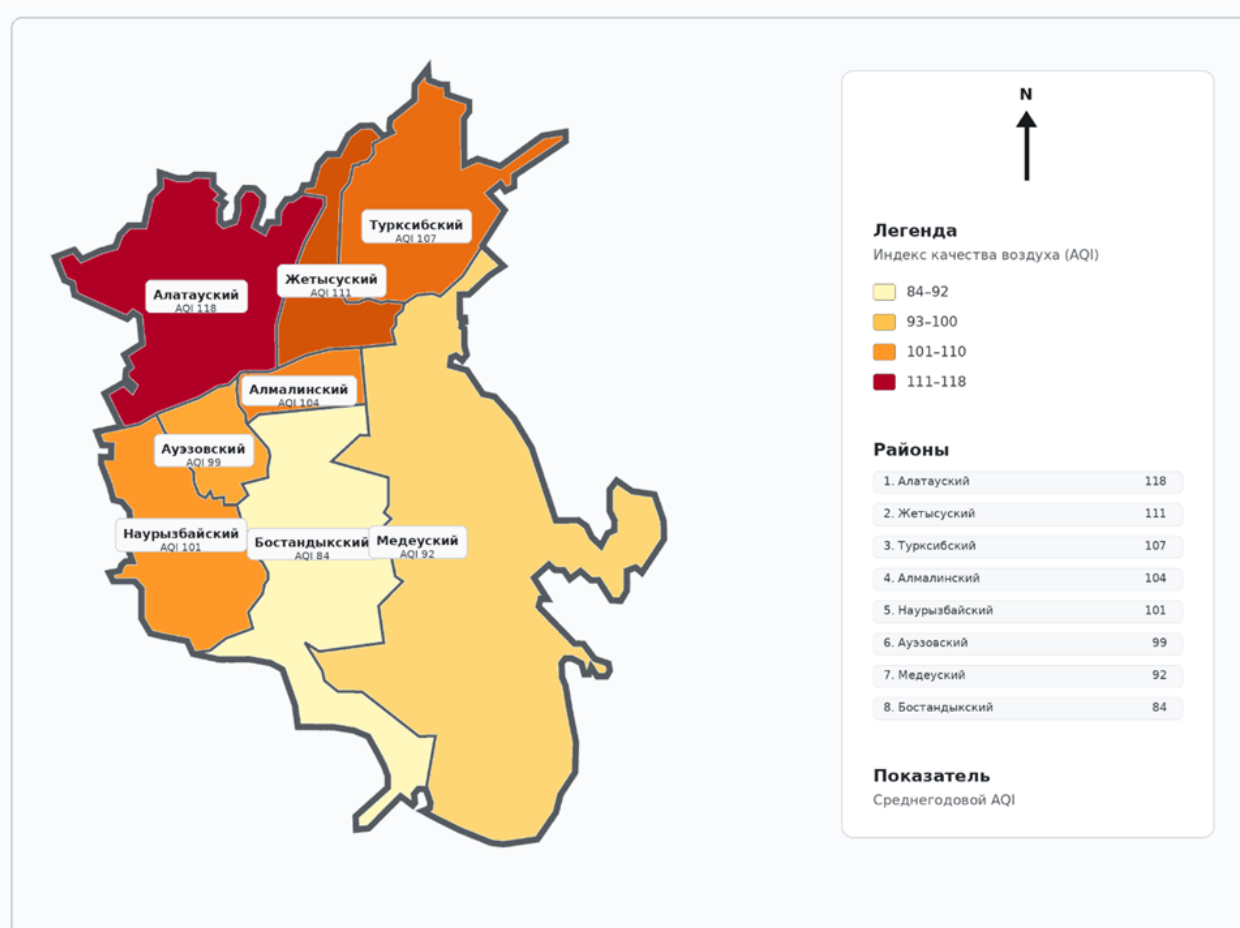 N
Турксибский
AQI 107
Жетысуский
AQI 111
Алатауский
AQI 118
Алмалинский
AQI 104
Ауэзовский
AQI 99
Наурызбайский
AQI 101
Бостандыкский
AQI 84
Медеуский
AQI 92
Легенда
Индекс качества воздуха (AQI)
84–92
93–100
101–110
111–118
Районы
1. Алатауский 118
2. Жетысуский 111
3. Турксибский 107
4. Алмалинский 104
5. Наурызбайский 101
6. Ауэзовский 99
7. Медеуский 92
8. Бостандыкский 84
Показатель
Среднегодовой AQI